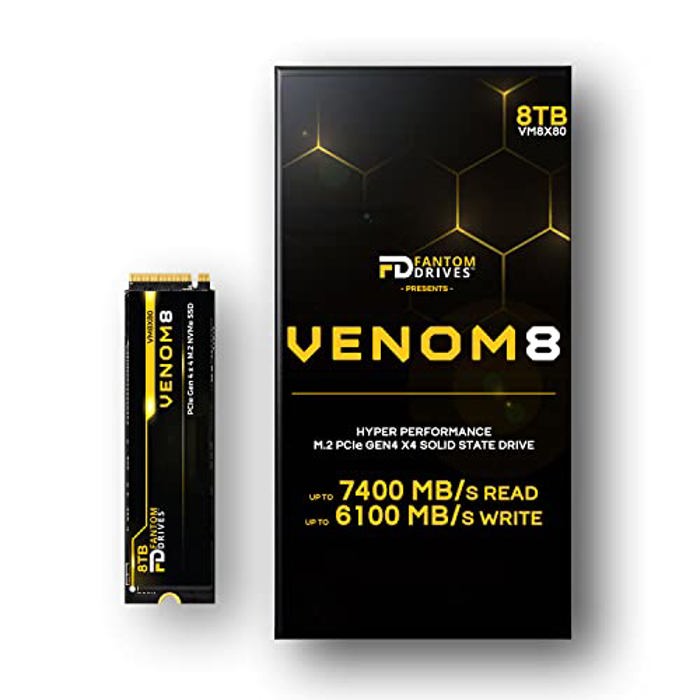 8TB
VM8X80
FD FANTOM
DRIVES®
- PRESENTS -
VENOM8
HYPER PERFORMANCE
M.2 PCIe GEN4 X4 SOLID STATE DRIVE
UP TO 7400 MB/s READ
UP TO 6100 MB/s WRITE
VM8X80
VENOM8
PCIe Gen 4 x 4 M.2 NVMe SSD
8TB
FD FANTOM
DRIVES